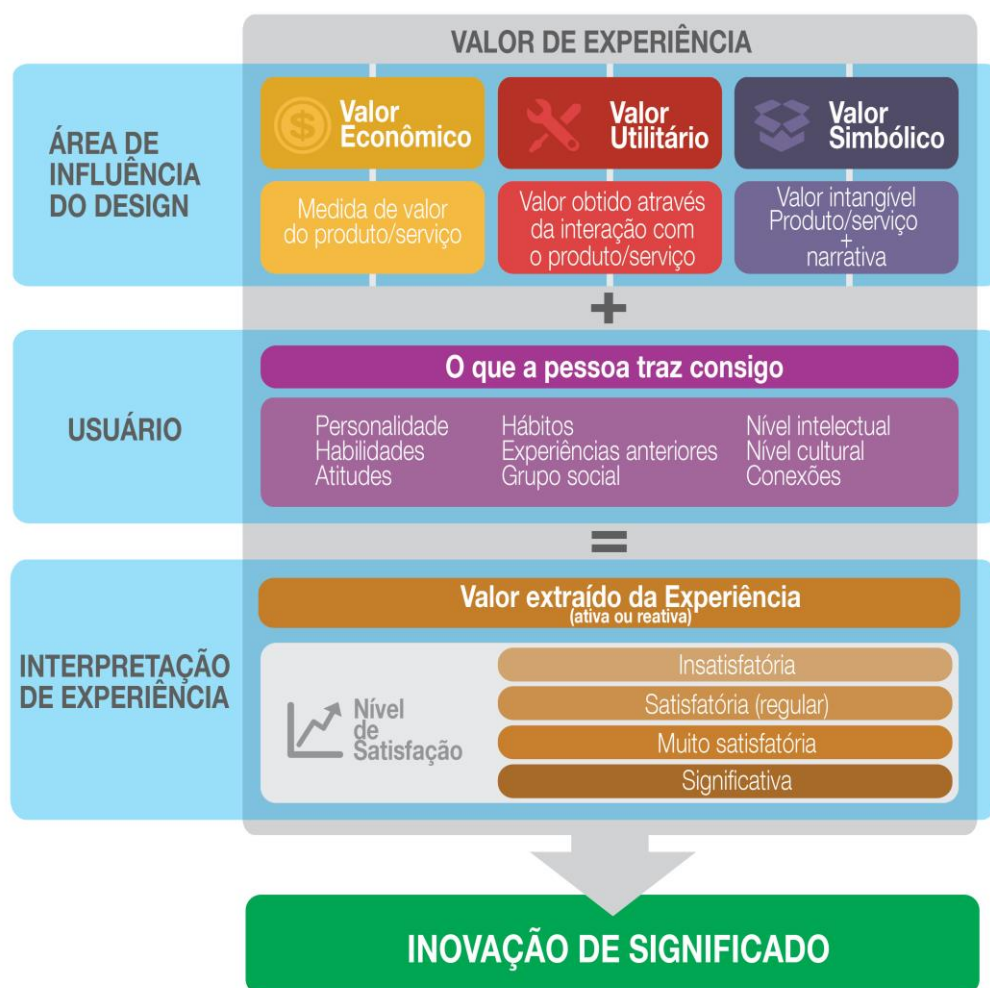 VALOR DE EXPERIÊNCIA
ÁREA DE
INFLUÊNCIA
DO DESIGN
$
Valor
Econômico
Valor
Utilitário
Valor
Simbólico
Medida de valor
do produto/serviço
Valor obtido através
da interação com
o produto/serviço
Valor intangível
Produto/serviço
+
narrativa
+
USUÁRIO
O que a pessoa traz consigo
Personalidade
Habilidades
Atitudes
Hábitos
Experiências anteriores
Grupo social
Nível intelectual
Nível cultural
Conexões
=
INTERPRETAÇÃO
DE EXPERIÊNCIA
Valor extraído da Experiência
(ativa ou reativa)
Nível
de
Satisfação
Insatisfatória
Satisfatória (regular)
Muito satisfatória
Significativa
INOVAÇÃO DE SIGNIFICADO